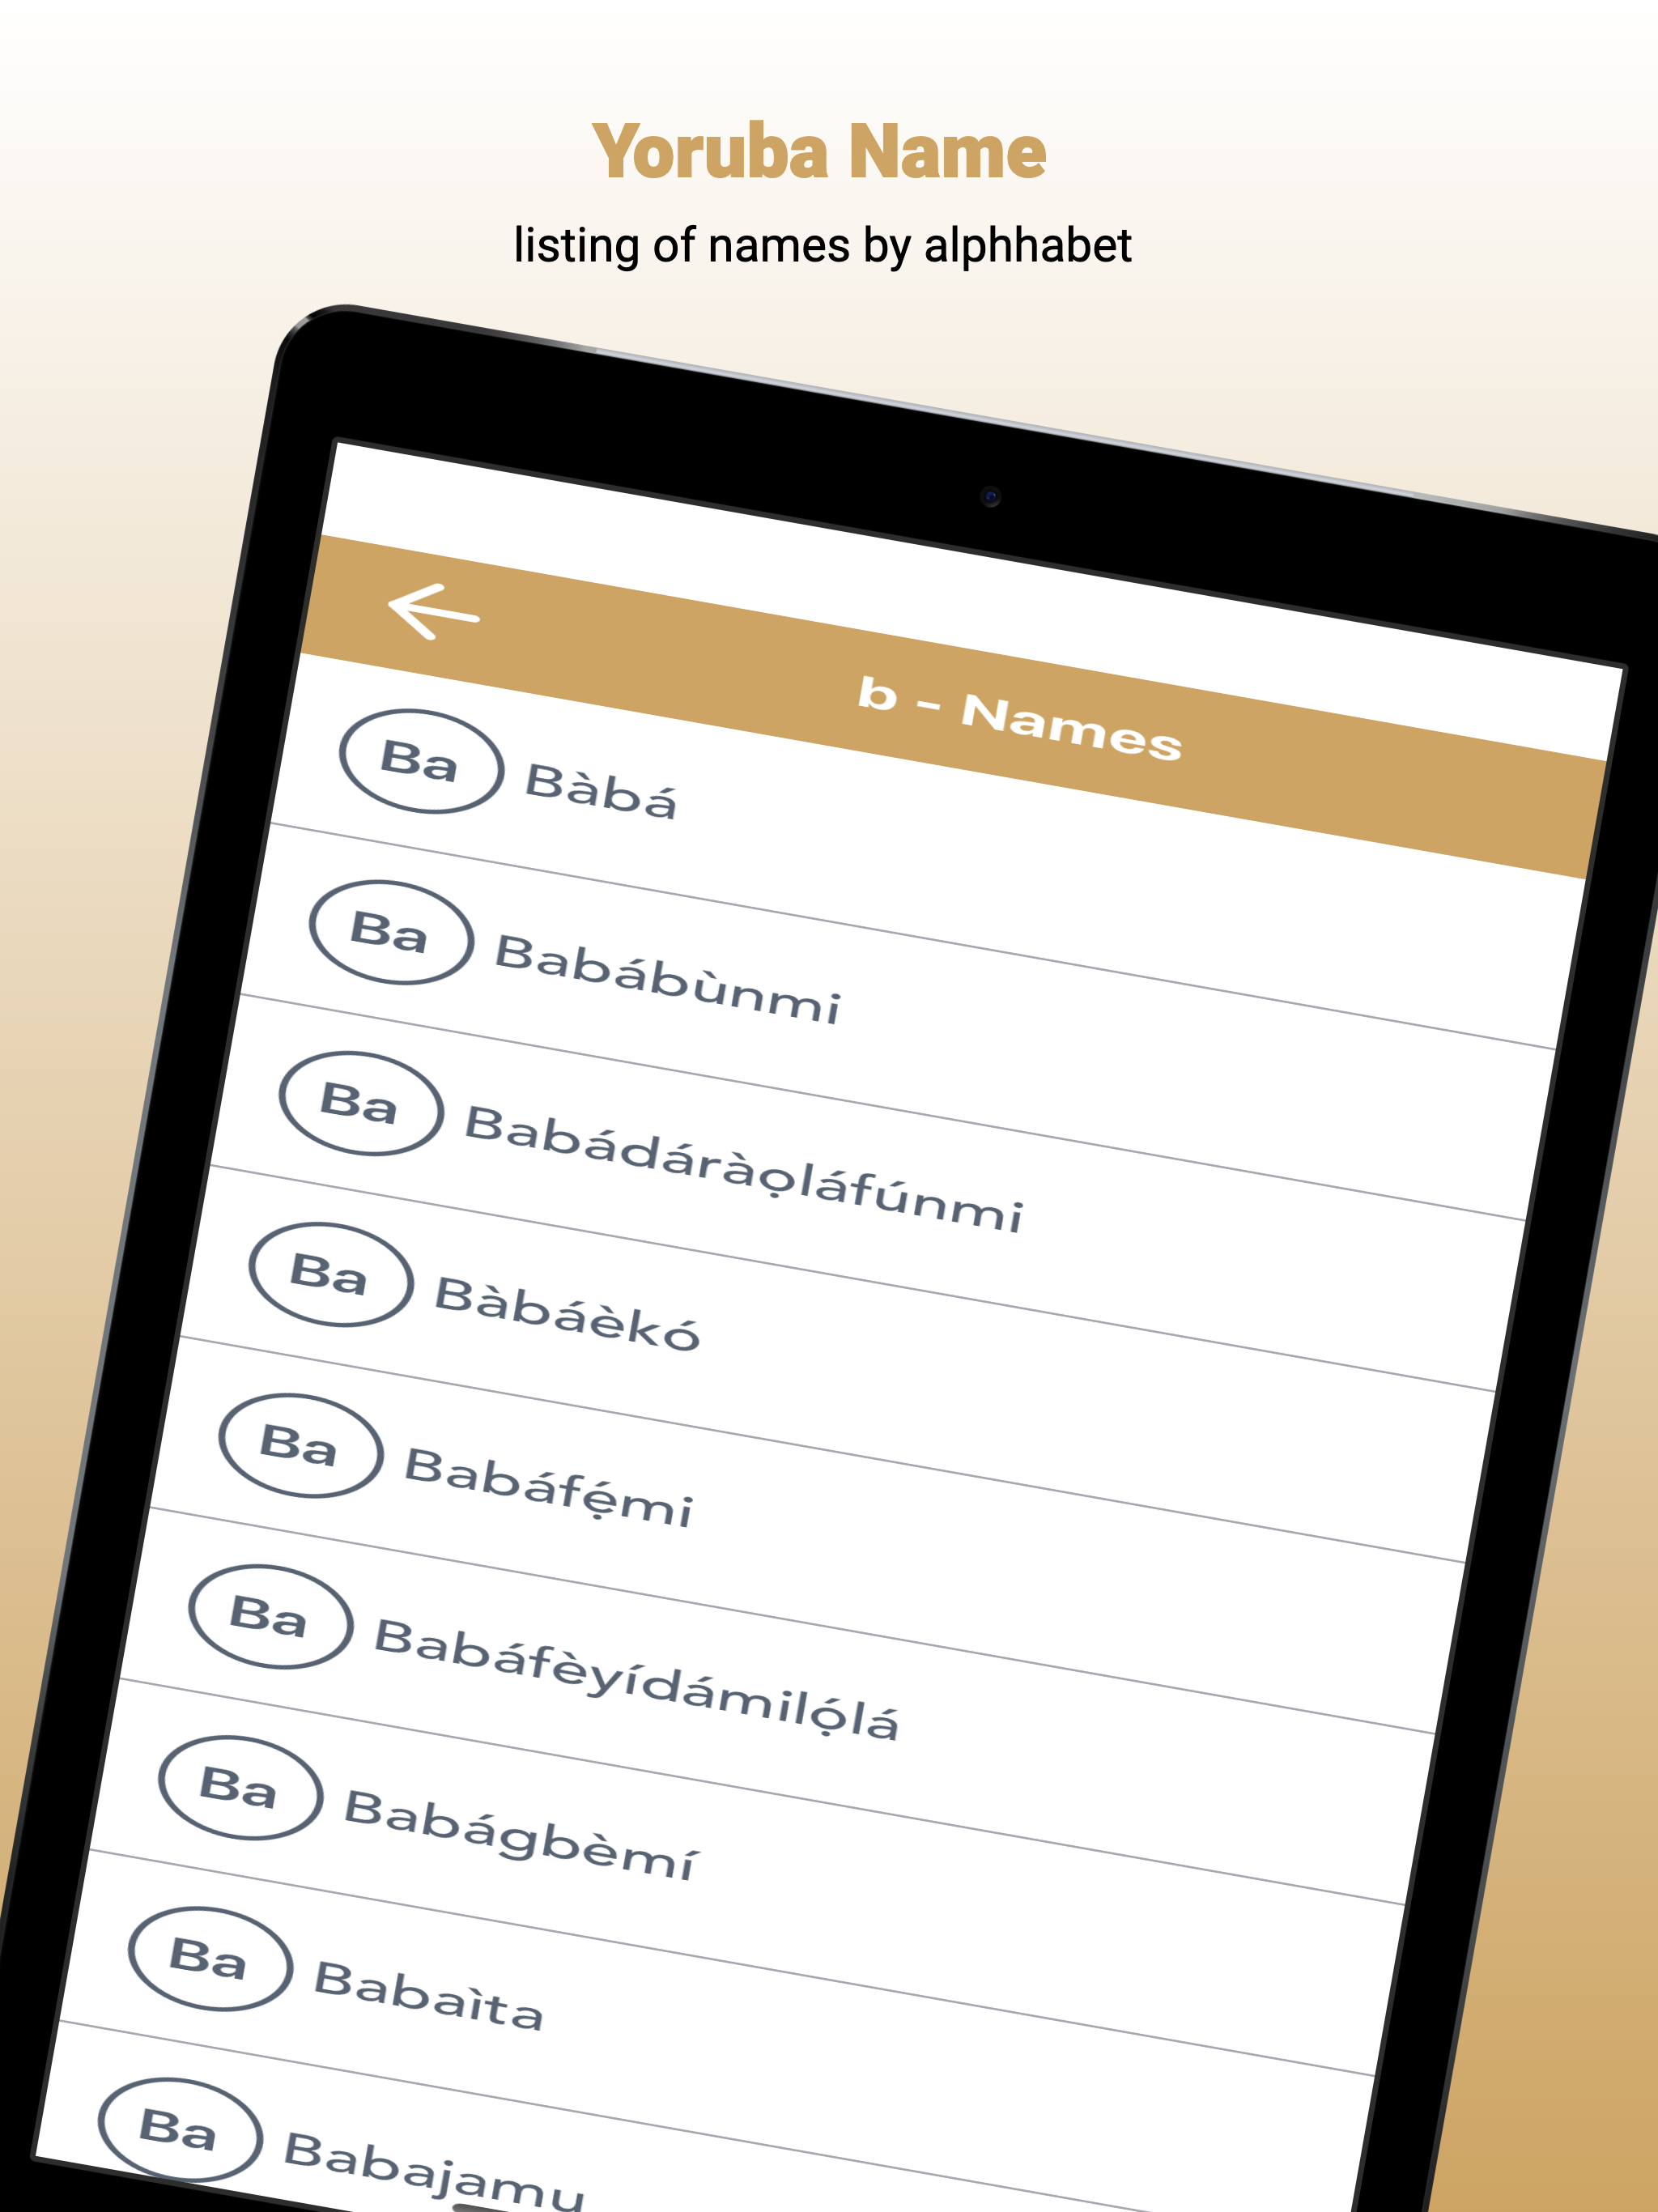 Yoruba Name
listing of names by alphhabet
b - Names
Ba Bàbá
Ba Babábùnmi
Ba Babádáràọláfúnmi
Ba Bàbáèkó
Ba Babáfẹ́mi
Ba Babáfèyídámilọ́lá
Ba Babágbèmí
Ba Babaìta
Ba Babajamu